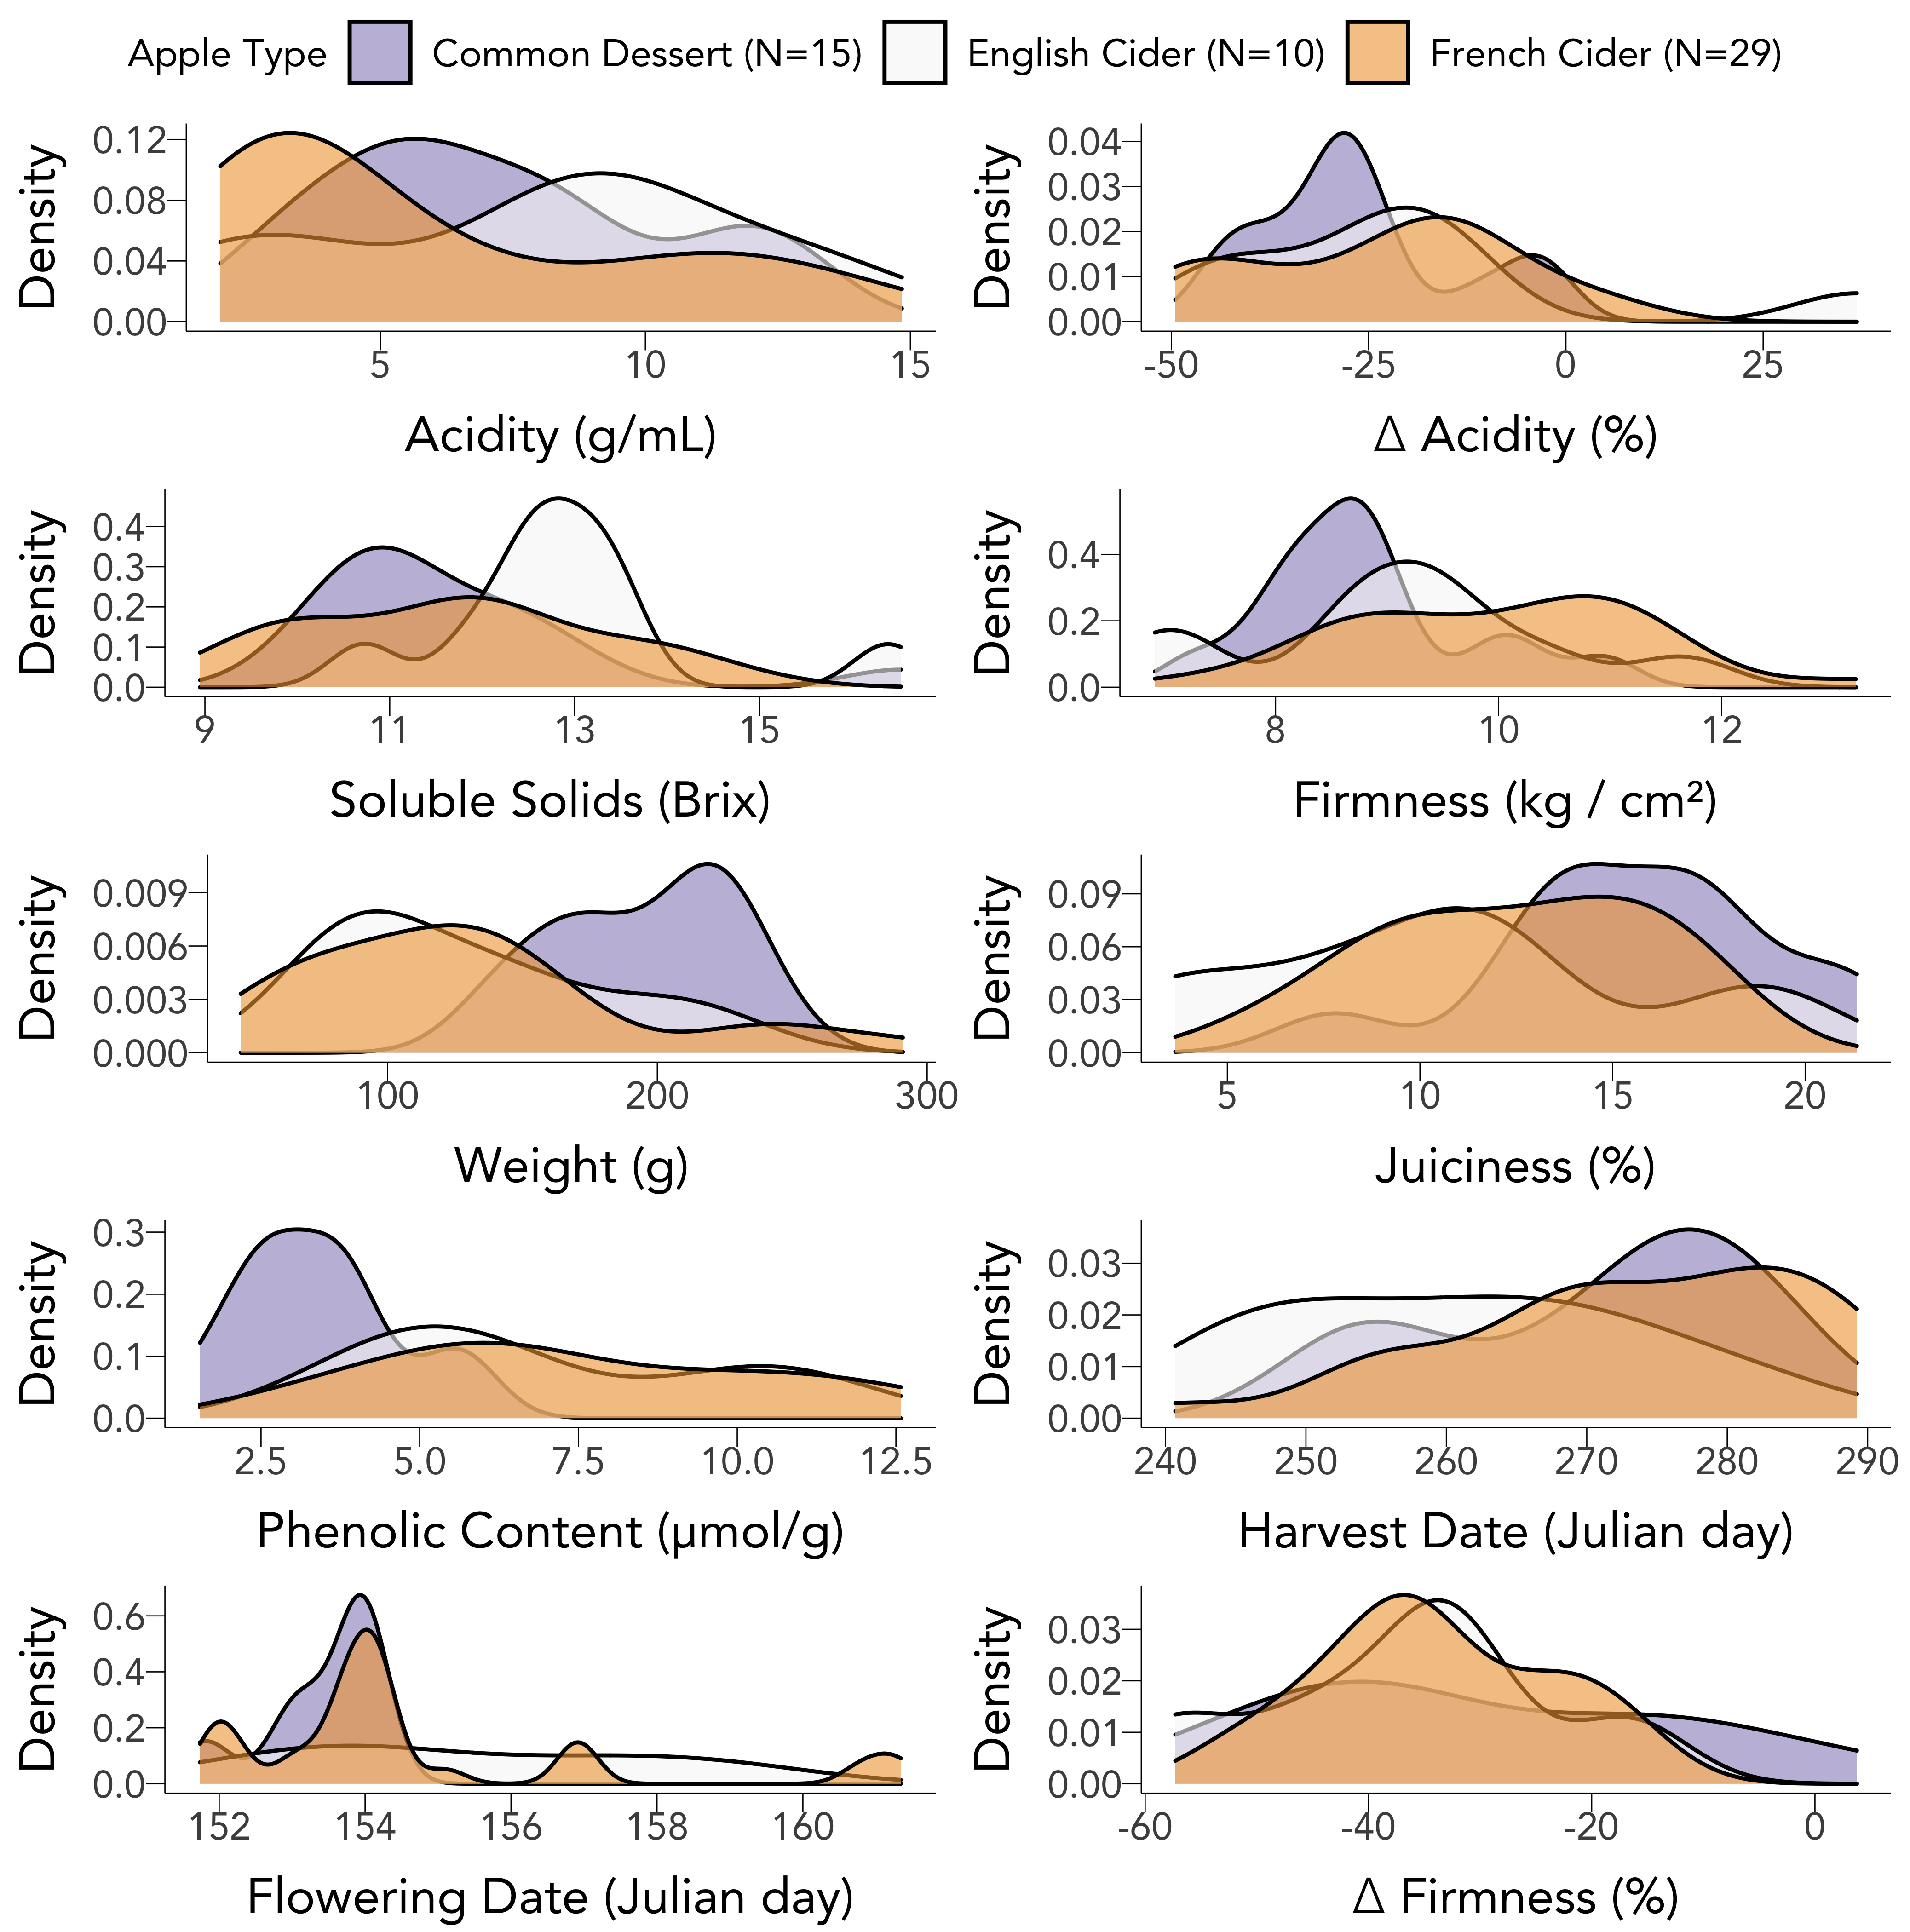 Apple Type Common Dessert (N=15) English Cider (N=10) French Cider (N=29)
Density
0.12
0.08
0.04
0.00
5 10 15
Acidity (g/mL)
Density
0.04
0.03
0.02
0.01
0.00
-50 -25 0 25
Δ Acidity (%)
Density
0.4
0.3
0.2
0.1
0.0
9 11 13 15
Soluble Solids (Brix)
Density
0.4
0.2
0.0
8 10 12
Firmness (kg / cm²)
Density
0.009
0.006
0.003
0.000
100 200 300
Weight (g)
Density
0.09
0.06
0.03
0.00
5 10 15 20
Juiciness (%)
Density
0.3
0.2
0.1
0.0
2.5 5.0 7.5 10.0 12.5
Phenolic Content (μmol/g)
Density
0.03
0.02
0.01
0.00
240 250 260 270 280 290
Harvest Date (Julian day)
Density
0.6
0.4
0.2
0.0
152 154 156 158 160
Flowering Date (Julian day)
Density
0.03
0.02
0.01
0.00
-60 -40 -20 0
Δ Firmness (%)